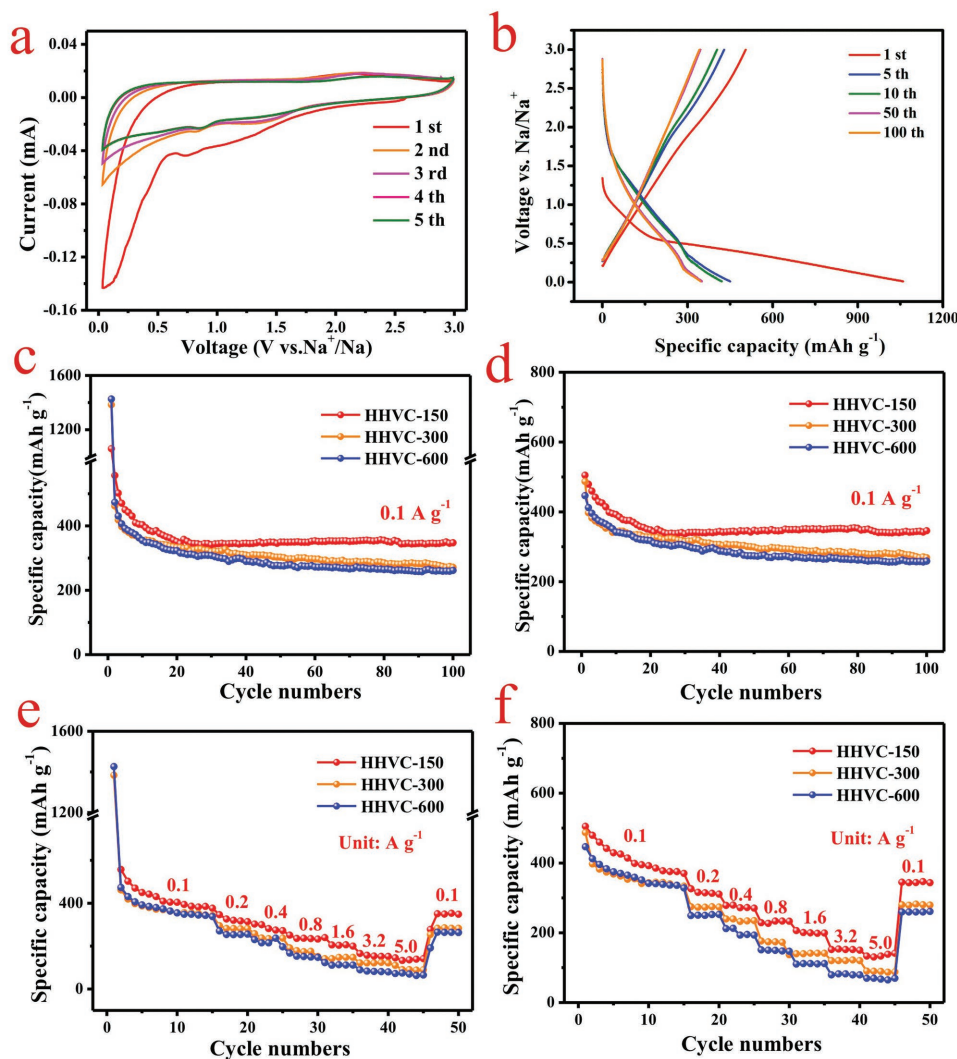 a
0.04
0.00
-0.04
-0.08
-0.12
-0.16
Current (mA)
1 st
2 nd
3 rd
4 th
5 th
0.0 0.5 1.0 1.5 2.0 2.5 3.0
Voltage (V vs.Na⁺/Na)
b
3.0
2.5
2.0
1.5
1.0
0.5
0.0
Voltage vs. Na/Na⁺
1 st
5 th
10 th
50 th
100 th
0 300 600 900 1200
Specific capacity (mAh g⁻¹)
c
1600
1200
400
200
0
Specific capacity(mAh g⁻¹)
HHVC-150
HHVC-300
HHVC-600
0.1 A g⁻¹
0 20 40 60 80 100
Cycle numbers
d
800
600
400
200
0
Specific capacity(mAh g⁻¹)
HHVC-150
HHVC-300
HHVC-600
0.1 A g⁻¹
0 20 40 60 80 100
Cycle numbers
e
1600
1200
400
0
Specific capacity (mAh g⁻¹)
HHVC-150
HHVC-300
HHVC-600
Unit: A g⁻¹
0.1 0.2 0.4 0.8 1.6 3.2 5.0 0.1
0 10 20 30 40 50
Cycle numbers
f
800
600
400
200
0
Specific capacity (mAh g⁻¹)
HHVC-150
HHVC-300
HHVC-600
Unit: A g⁻¹
0.1 0.2 0.4 0.8 1.6 3.2 5.0 0.1
0 10 20 30 40 50
Cycle numbers